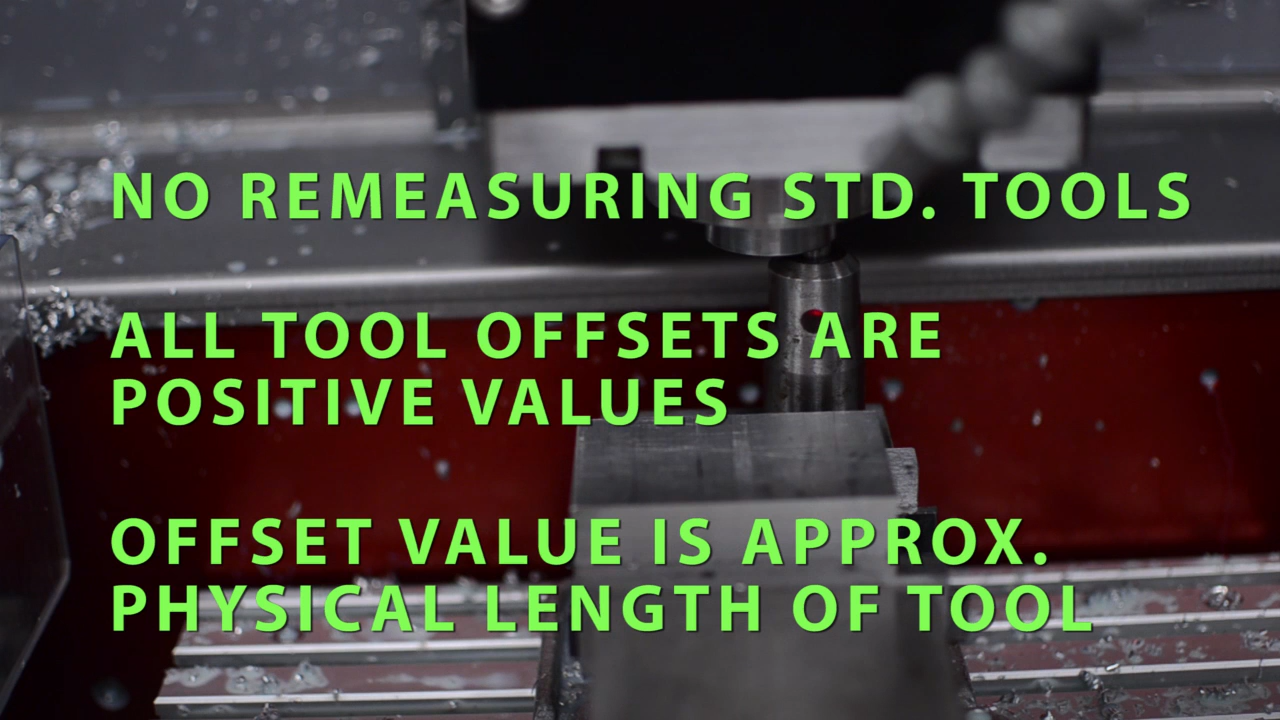 NO REMEASURING STD. TOOLS
ALL TOOL OFFSETS ARE
POSITIVE VALUES
OFFSET VALUE IS APPROX.
PHYSICAL LENGTH OF TOOL